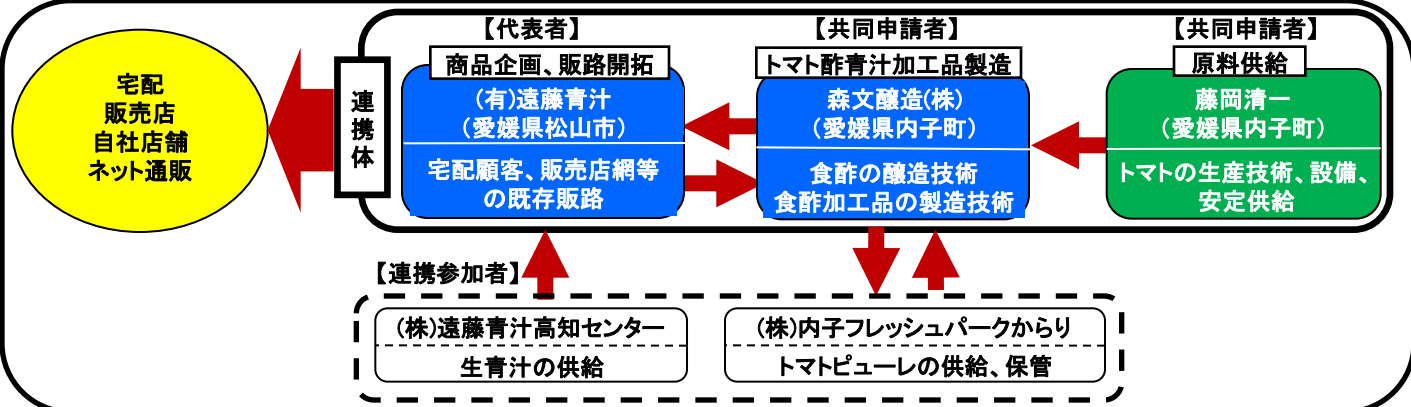 宅配
販売店
自社店舗
ネット通販
連携体
【代表者】
商品企画、販路開拓
(有)遠藤青汁
(愛媛県松山市)
宅配顧客、販売店網等
の既存販路
【共同申請者】
トマト酢青汁加工品製造
森文醸造(株)
(愛媛県内子町)
食酢の醸造技術
食酢加工品の製造技術
【共同申請者】
原料供給
藤岡清一
(愛媛県内子町)
トマトの生産技術、設備、
安定供給
【連携参加者】
(株)遠藤青汁高知センター
生青汁の供給
(株)内子フレッシュパークからり
トマトピューレの供給、保管